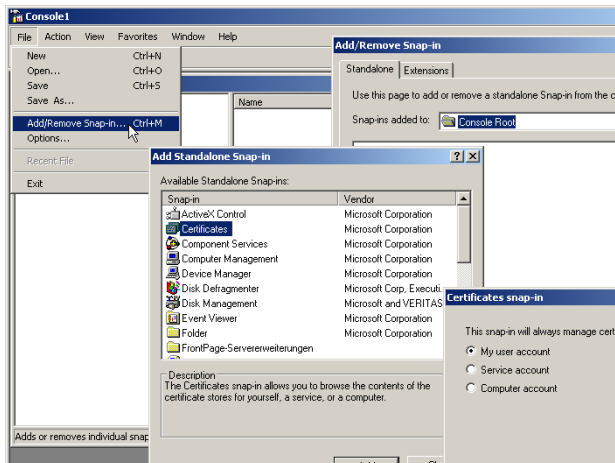 Console1
File Action View Favorites Window Help
New Ctrl+N
Open... Ctrl+O
Save Ctrl+S
Save As...
Add/Remove Snap-in... Ctrl+M
Options...
Recent File
Exit
Name
Adds or removes individual snap
Add/Remove Snap-in
Standalone Extensions
Use this page to add or remove a standalone Snap-in from the c
Snap-ins added to: Console Root
Add Standalone Snap-in
Available Standalone Snap-ins:
Snap-in Vendor
ActiveX Control Microsoft Corporation
Certificates Microsoft Corporation
Component Services Microsoft Corporation
Computer Management Microsoft Corporation
Device Manager Microsoft Corporation
Disk Defragmenter Microsoft Corp, Executi
Disk Management Microsoft and VERITAS
Event Viewer Microsoft Corporation
Folder Microsoft Corporation
FrontPage-Servererweiterungen
Description
The Certificates snap-in allows you to browse the contents of the
certificate stores for yourself, a service, or a computer.
Certificates snap-in
This snap-in will always manage cert
My user account
Service account
Computer account